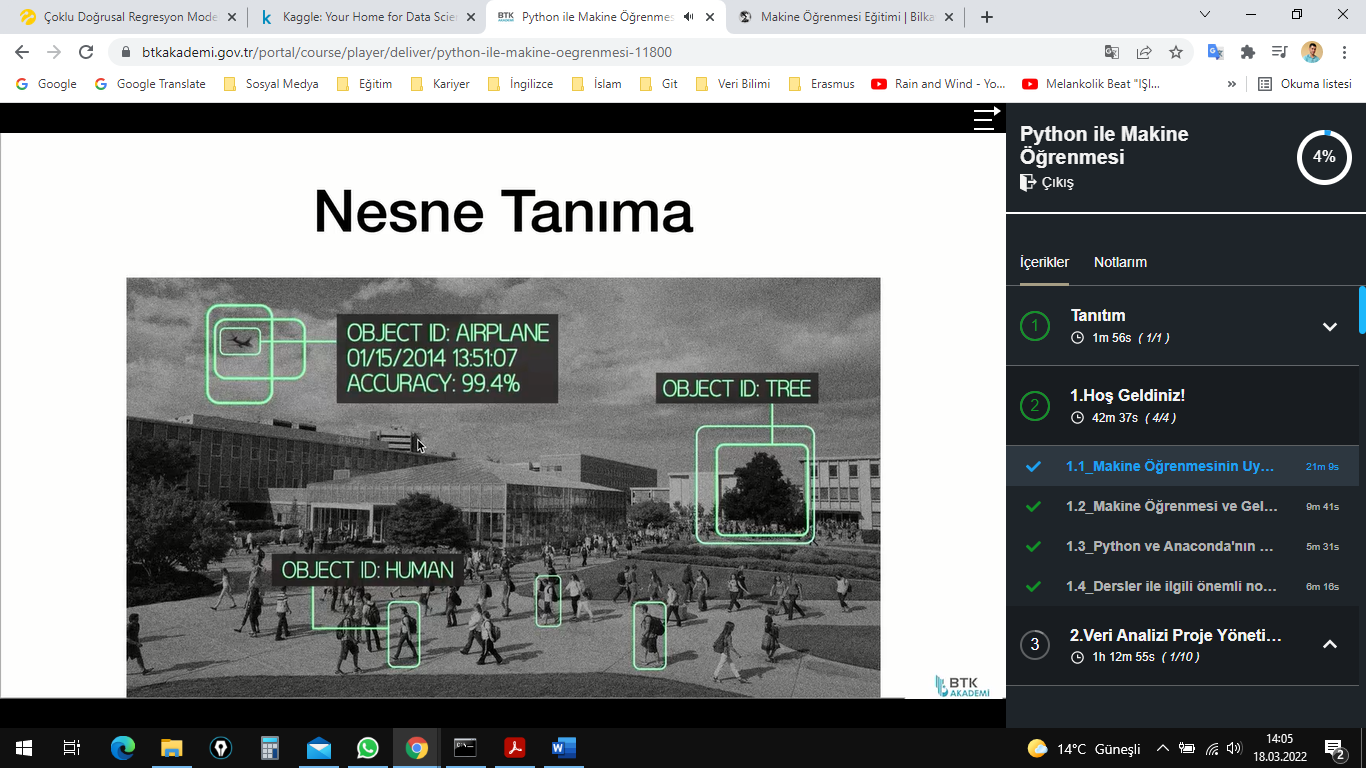 Çoklu Doğrusal Regresyon Mode
Kaggle: Your Home for Data Scien
BTK Python ile Makine Öğrenmes
Makine Öğrenmesi Eğitimi | Bilka
btkakademi.gov.tr/portal/course/player/deliver/python-ile-makine-oegrenmesi-11800
Google
Google Translate
Sosyal Medya
Eğitim
Kariyer
İngilizce
İslam
Git
Veri Bilimi
Erasmus
Rain and Wind - Yo...
Melankolik Beat "IŞI...
»
Okuma listesi
Nesne Tanıma
OBJECT ID: AIRPLANE
01/15/2014 13:51:07
ACCURACY: 99.4%
OBJECT ID: TREE
OBJECT ID: HUMAN
BTK
AKADEMİ
Python ile Makine
Öğrenmesi
4%
Çıkış
İçerikler Notlarım
1 Tanıtım
1m 56s ( 1/1 )
2 1.Hoş Geldiniz!
42m 37s ( 4/4 )
1.1_Makine Öğrenmesinin Uy... 21m 9s
1.2_Makine Öğrenmesi ve Gel... 9m 41s
1.3_Python ve Anaconda'nın ... 5m 31s
1.4_Dersler ile ilgili önemli no... 6m 16s
3 2.Veri Analizi Proje Yöneti...
1h 12m 55s ( 1/10 )
14°C Güneşli
14:05
18.03.2022
2